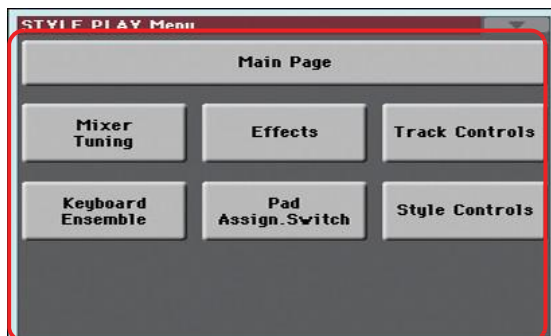 STYLE PLAY Menu
Main Page
Mixer
Tuning
Effects
Track Controls
Keyboard
Ensemble
Pad
Assign.Switch
Style Controls